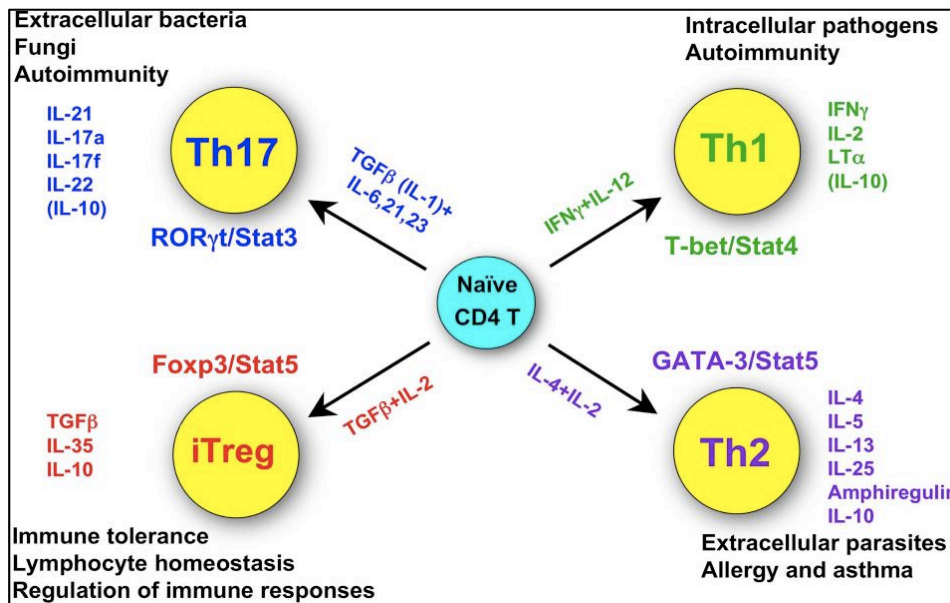 Extracellular bacteria
Fungi
Autoimmunity
IL-21
IL-17a
IL-17f
IL-22
(IL-10)
Th17
RORγt/Stat3
TGFβ (IL-1)+
IL-6,21,23
Intracellular pathogens
Autoimmunity
IFNγ+IL-12
Th1
T-bet/Stat4
IFNγ
IL-2
LTα
(IL-10)
Naïve
CD4 T
Foxp3/Stat5
TGFβ
IL-35
IL-10
iTreg
TGFβ+IL-2
Immune tolerance
Lymphocyte homeostasis
Regulation of immune responses
IL-4+IL-2
GATA-3/Stat5
Th2
IL-4
IL-5
IL-13
IL-25
Amphiregulin
IL-10
Extracellular parasites
Allergy and asthma